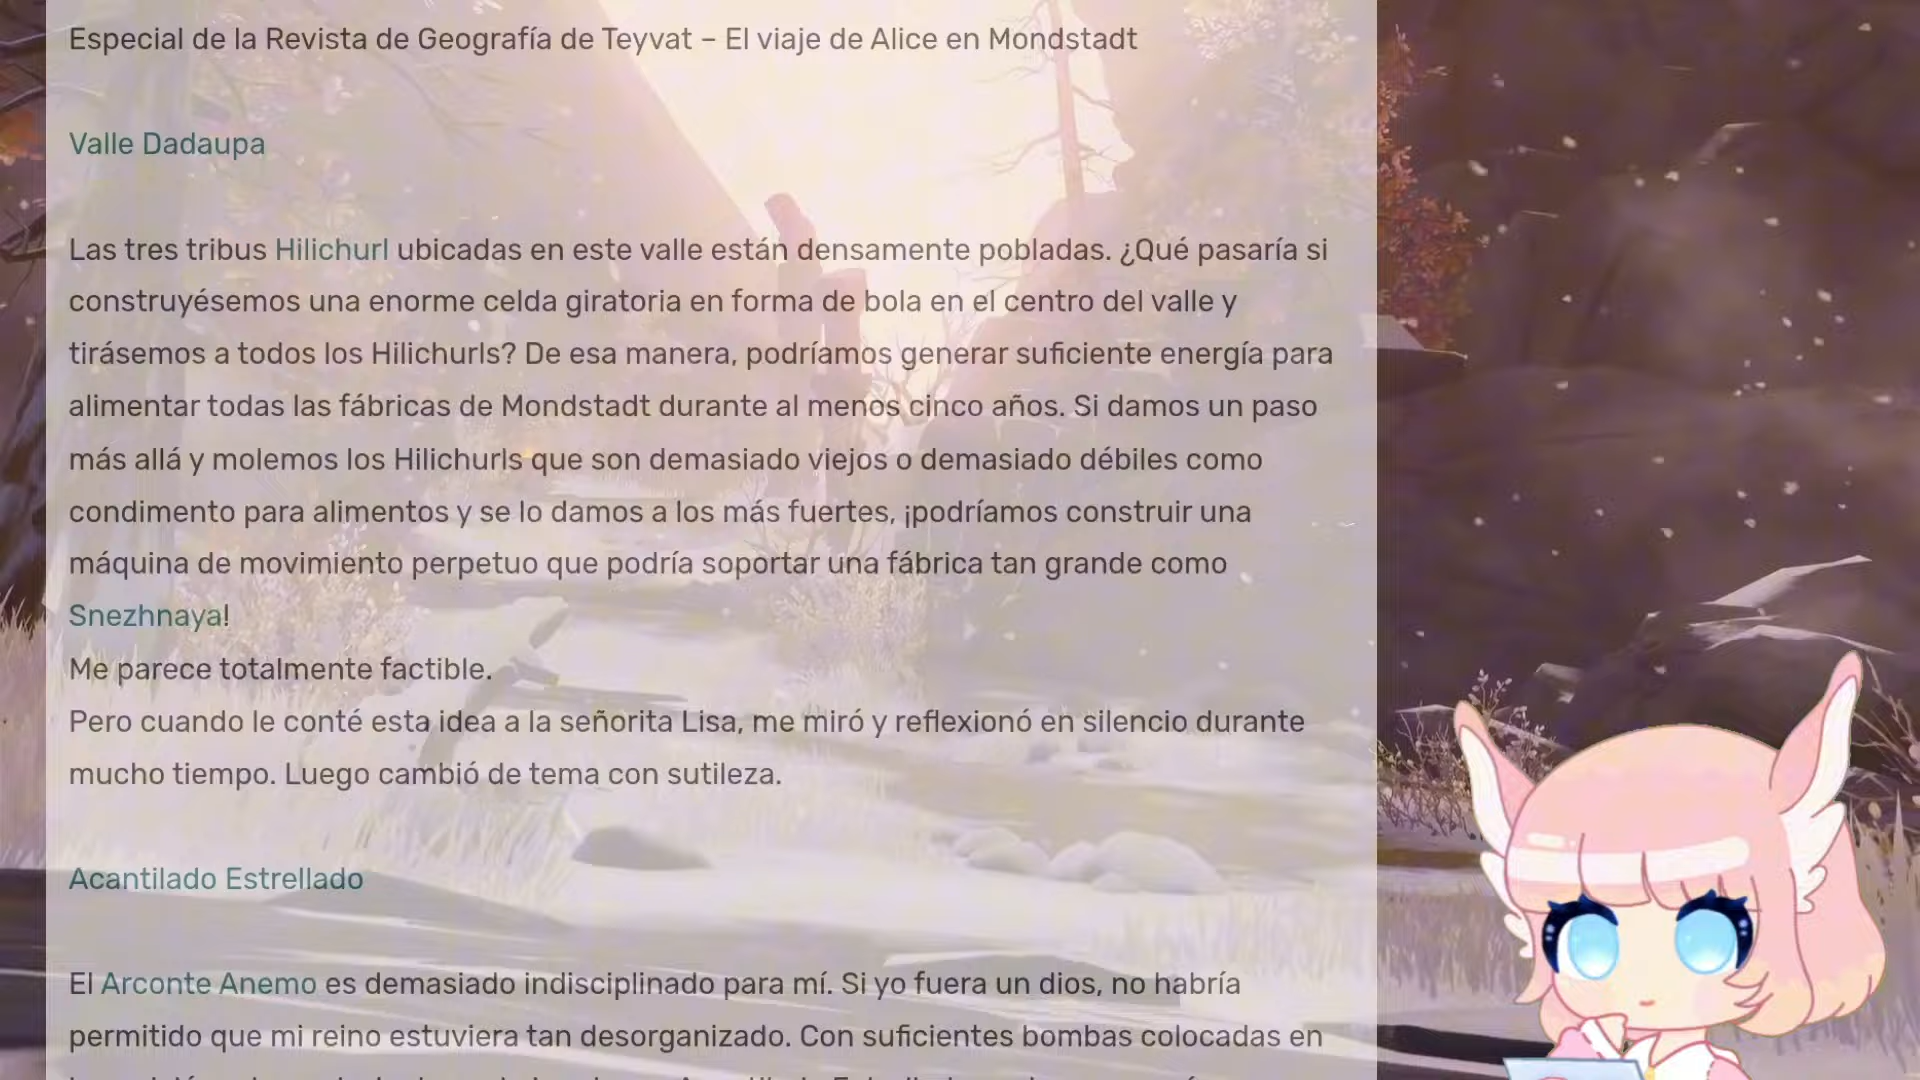 Especial de la Revista de Geografía de Teyvat – El viaje de Alice en Mondstadt
Valle Dadaupa
Las tres tribus Hilichurl ubicadas en este valle están densamente pobladas. ¿Qué pasaría si
construyésemos una enorme celda giratoria en forma de bola en el centro del valle y
tirásemos a todos los Hilichurls? De esa manera, podríamos generar suficiente energía para
alimentar todas las fábricas de Mondstadt durante al menos cinco años. Si damos un paso
más allá y molemos los Hilichurls que son demasiado viejos o demasiado débiles como
condimento para alimentos y se lo damos a los más fuertes, ¡podríamos construir una
máquina de movimiento perpetuo que podría soportar una fábrica tan grande como
Snezhnaya!
Me parece totalmente factible.
Pero cuando le conté esta idea a la señorita Lisa, me miró y reflexionó en silencio durante
mucho tiempo. Luego cambió de tema con sutileza.
Acantilado Estrellado
El Arconte Anemo es demasiado indisciplinado para mí. Si yo fuera un dios, no habría
permitido que mi reino estuviera tan desorganizado. Con suficientes bombas colocadas en